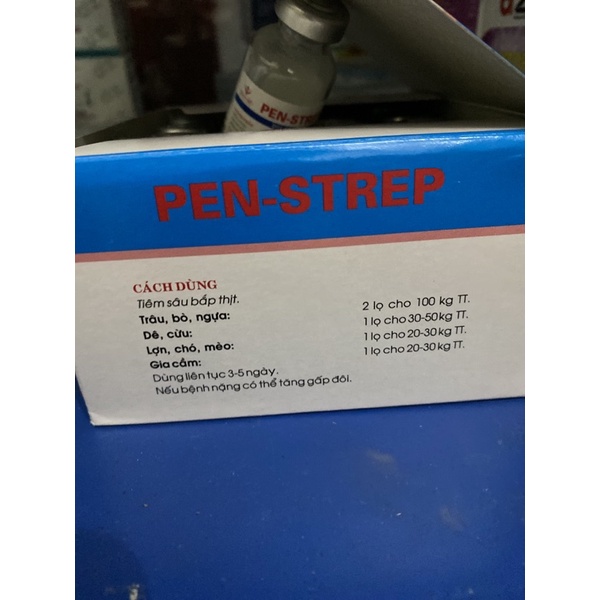 PEN-STREP
PEN-STREP
CÁCH DÙNG
Tiêm sâu bắp thịt.
Trâu, bò, ngựa: 2 lọ cho 100 kg TT.
Dê, cừu: 1 lọ cho 30-50 kg TT.
Lợn, chó, mèo: 1 lọ cho 20-30 kg TT.
Gia cầm: 1 lọ cho 20-30 kg TT.
Dùng liên tục 3-5 ngày.
Nếu bệnh nặng có thể tăng gấp đôi.